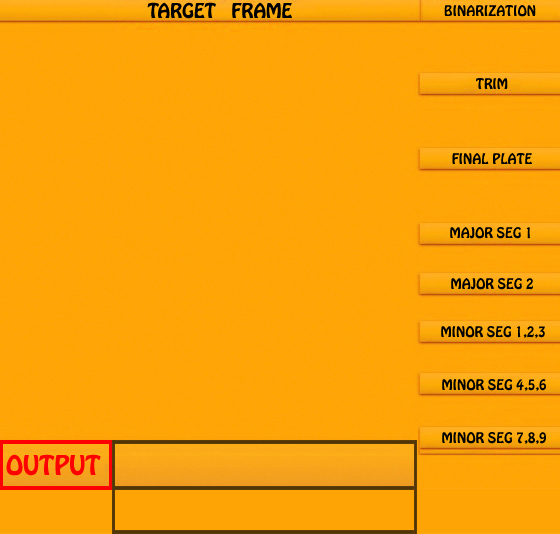 TARGET FRAME
BINARIZATION
TRIM
FINAL PLATE
MAJOR SEG 1
MAJOR SEG 2
MINOR SEG 1,2,3
MINOR SEG 4,5,6
MINOR SEG 7,8,9
OUTPUT